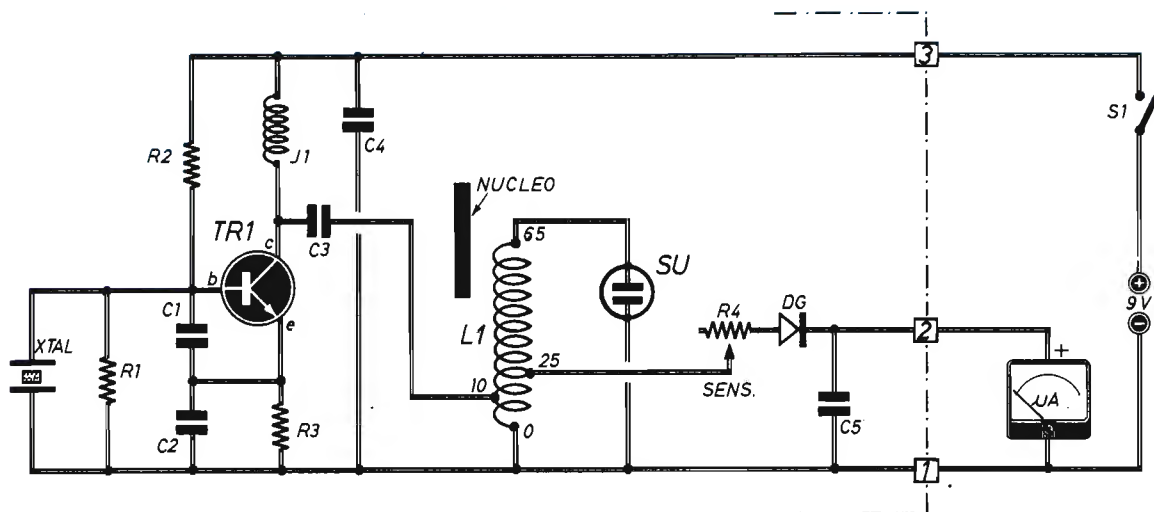 3
S1
R2
J1
C4
NUCLEO
TR1
c
C3
65
b
SU
+
9V
−
C1
e
R4
DG
2
L1
XTAL
25
+
R1
10
SENS.
µA
C2
R3
C5
0
1